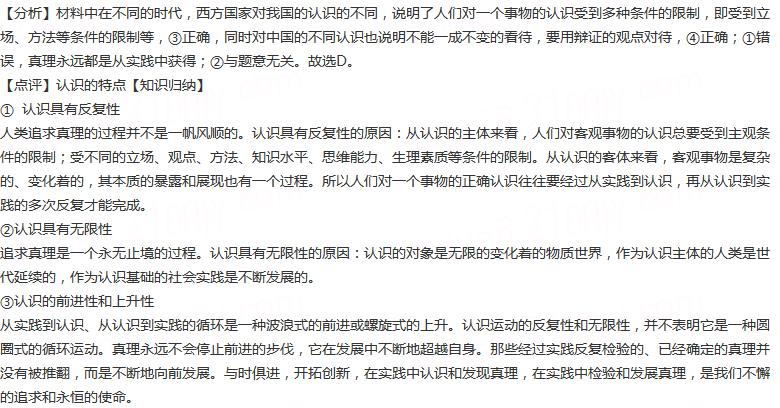 【分析】材料中在不同的时代，西方国家对我国的认识的不同，说明了人们对一个事物的认识受到多种条件的限制，即受到立
场、方法等条件的限制等，③正确，同时对中国的不同认识也说明不能一成不变的看待，要用辩证的观点对待，④正确；①错
误，真理永远都是从实践中获得；②与题意无关。故选D。
【点评】认识的特点【知识归纳】
① 认识具有反复性
人类追求真理的过程并不是一帆风顺的。认识具有反复性的原因：从认识的主体来看，人们对客观事物的认识总要受到主观条
件的限制；受不同的立场、观点、方法、知识水平、思维能力、生理素质等条件的限制。从认识的客体来看，客观事物是复杂
的、变化着的，其本质的暴露和展现也有一个过程。所以人们对一个事物的正确认识往往要经过从实践到认识，再从认识到实
践的多次反复才能完成。
②认识具有无限性
追求真理是一个永无止境的过程。认识具有无限性的原因：认识的对象是无限的变化着的物质世界，作为认识主体的人类是世
代延续的，作为认识基础的社会实践是不断发展的。
③认识的前进性和上升性
从实践到认识、从认识到实践的循环是一种波浪式的前进或螺旋式的上升。认识运动的反复性和无限性，并不表明它是一种圆
圈式的循环运动。真理永远不会停止前进的步伐，它在发展中不断地超越自身。那些经过实践反复检验的、已经确定的真理并
没有被推翻，而是不断地向前发展。与时俱进，开拓创新，在实践中认识和发现真理，在实践中检验和发展真理，是我们不懈
的追求和永恒的使命。